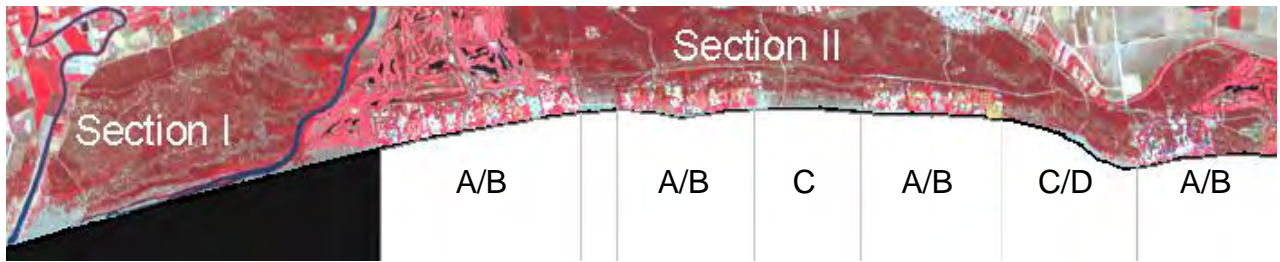 Section II
Section I
A/B A/B C A/B C/D A/B